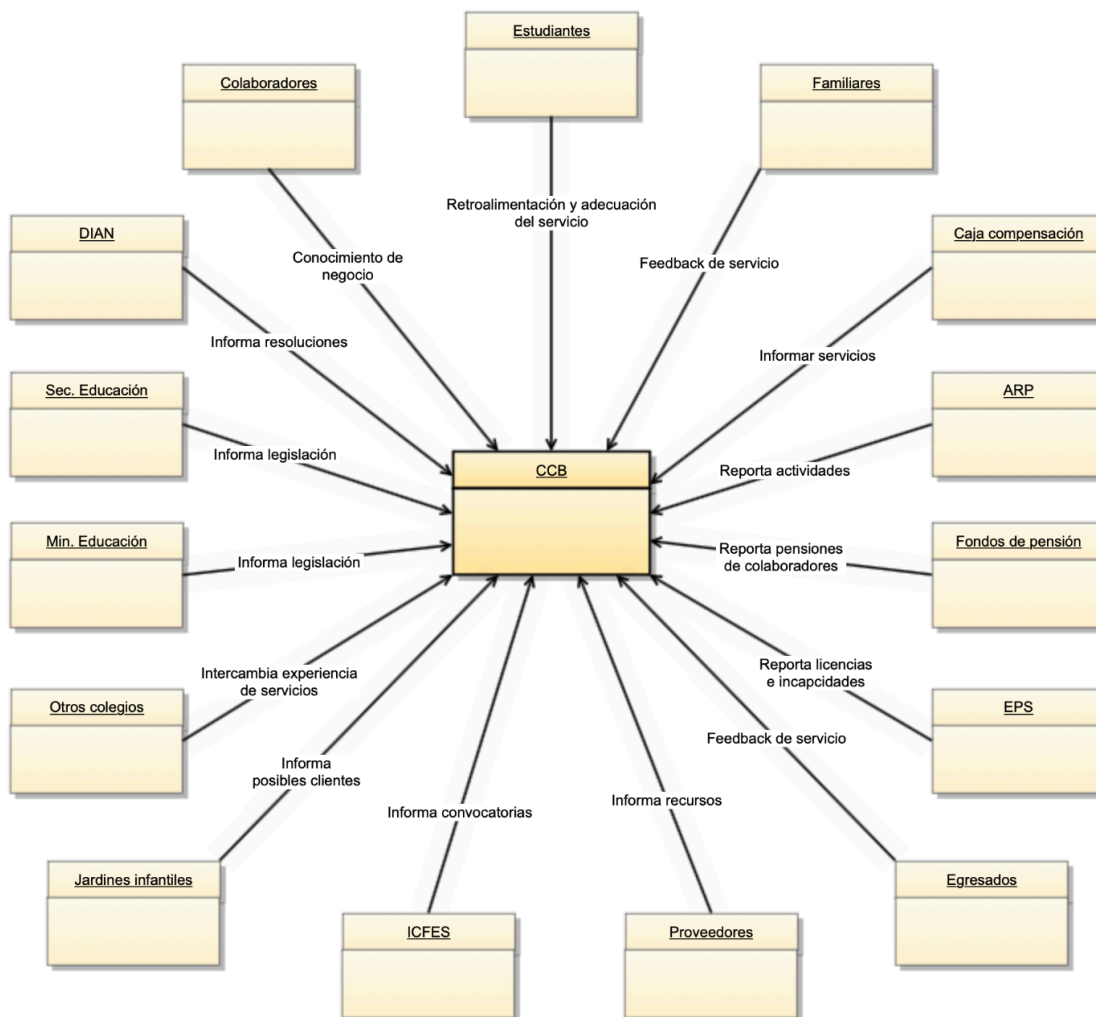 Estudiantes
Colaboradores
Familiares
Retroalimentación y adecuación
del servicio
DIAN
Caja compensación
Conocimiento de
negocio
Feedback de servicio
Informa resoluciones
Informar servicios
Sec. Educación
ARP
Informa legislación
CCB
Reporta actividades
Min. Educación
Fondos de pensión
Informa legislación
Reporta pensiones
de colaboradores
Intercambia experiencia
de servicios
Reporta licencias
e incapcidades
Otros colegios
EPS
Informa
posibles clientes
Feedback de servicio
Informa convocatorias
Informa recursos
Jardines infantiles
Egresados
ICFES
Proveedores